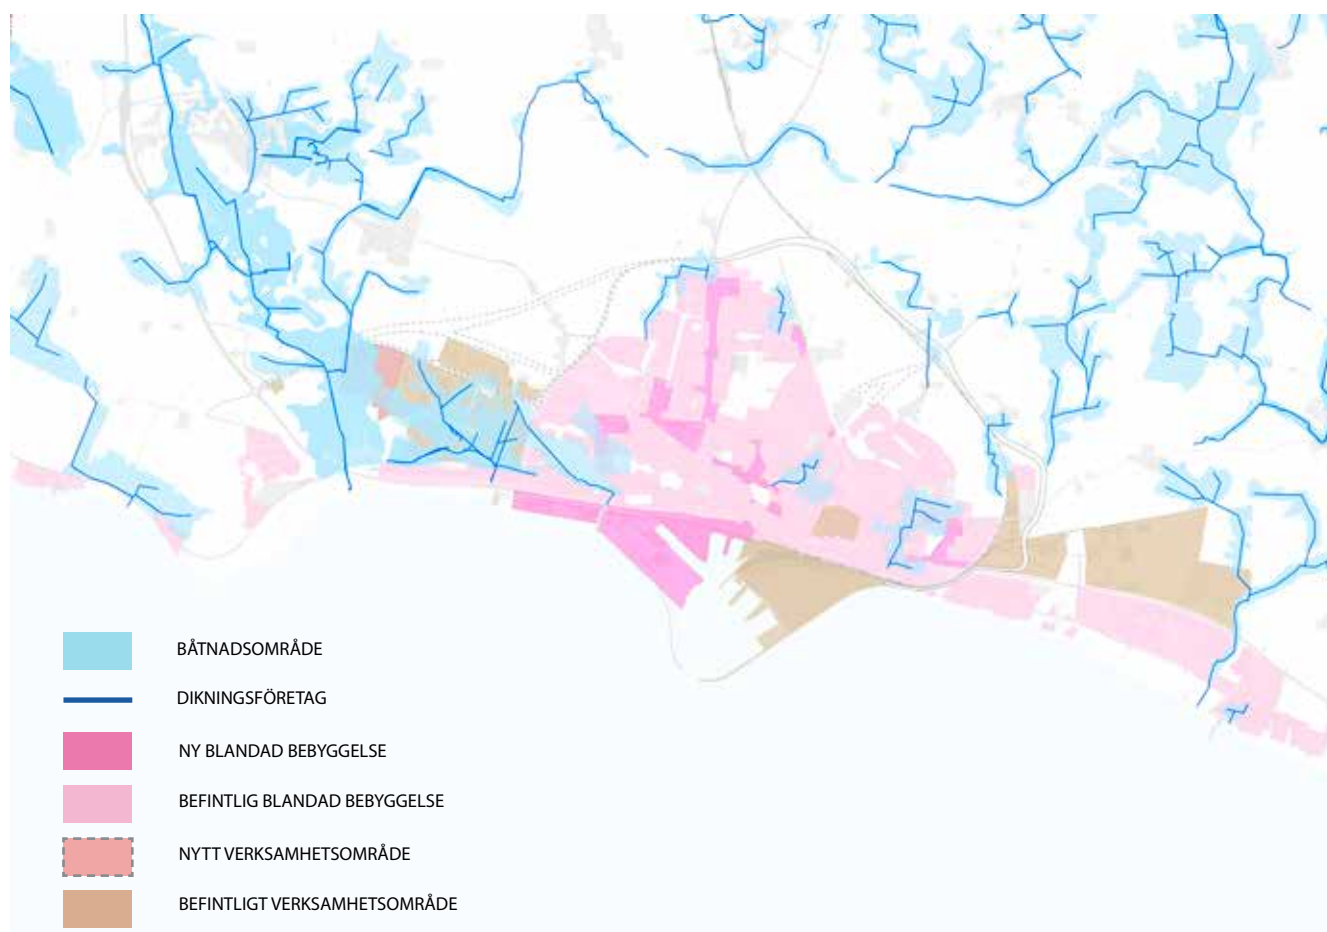 BÅTNADSOMRÅDE
DIKNINGSFÖRETAG
NY BLANDAD BEBYGGELSE
BEFINTLIG BLANDAD BEBYGGELSE
NYTT VERKSAMHETSOMRÅDE
BEFINTLIGT VERKSAMHETSOMRÅDE